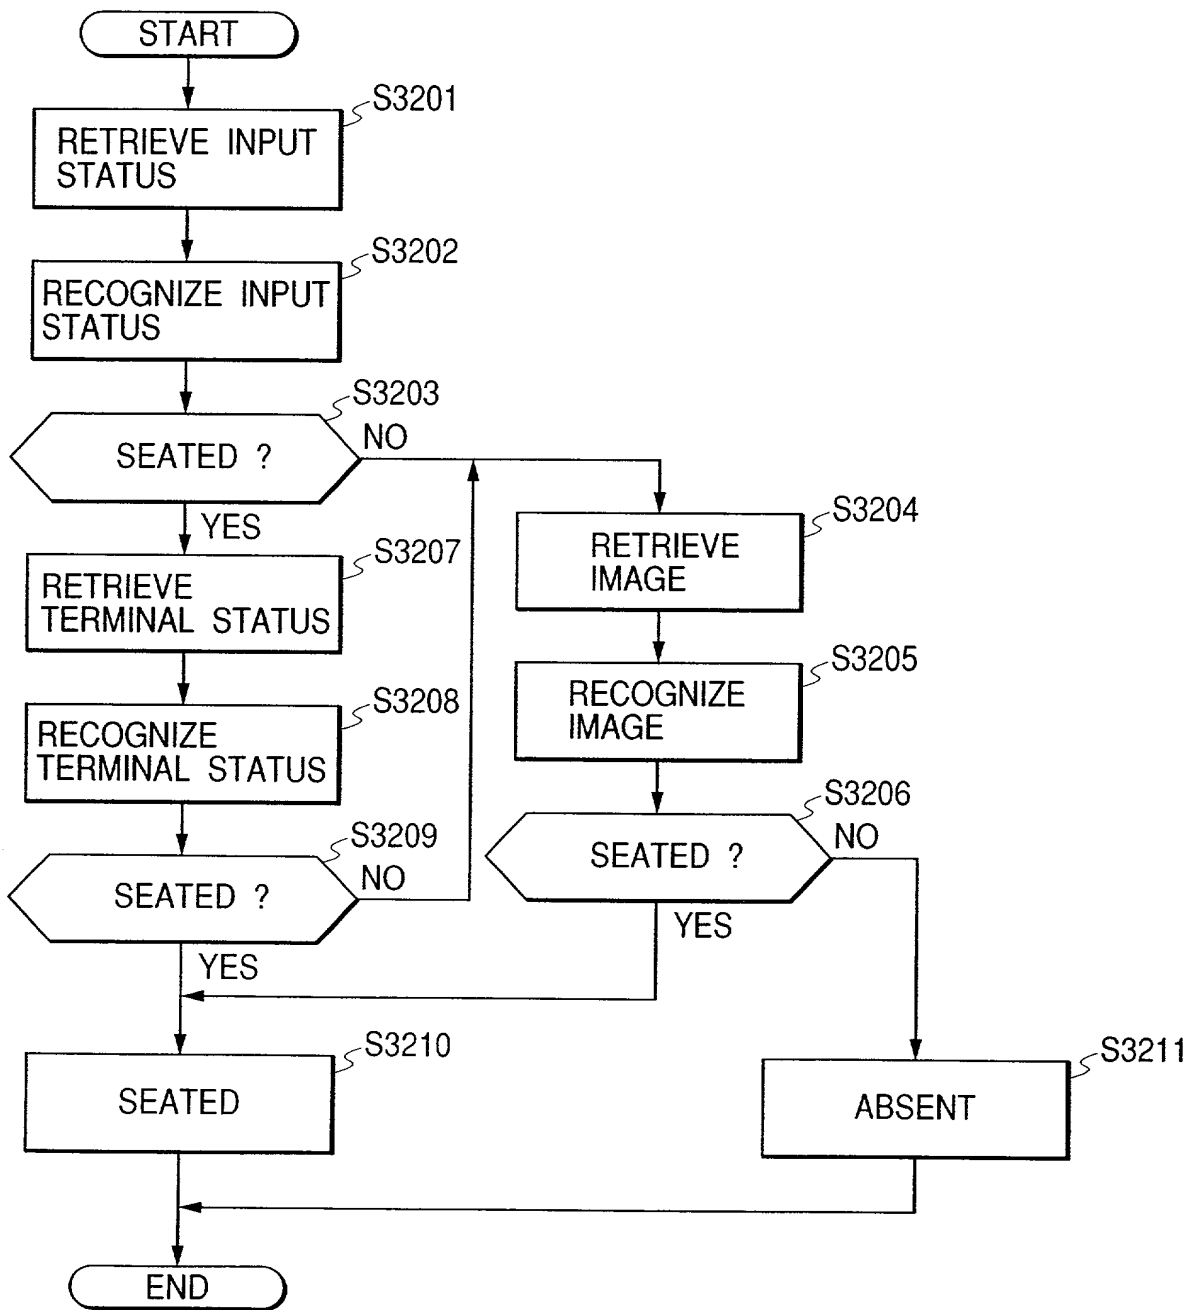 START
S3201
RETRIEVE INPUT
STATUS
S3202
RECOGNIZE INPUT
STATUS
S3203
SEATED ?
NO
YES
S3204
RETRIEVE
IMAGE
S3207
RETRIEVE
TERMINAL STATUS
S3205
RECOGNIZE
IMAGE
S3208
RECOGNIZE
TERMINAL STATUS
S3206
SEATED ?
NO
YES
S3209
SEATED ?
NO
YES
S3210
SEATED
S3211
ABSENT
END